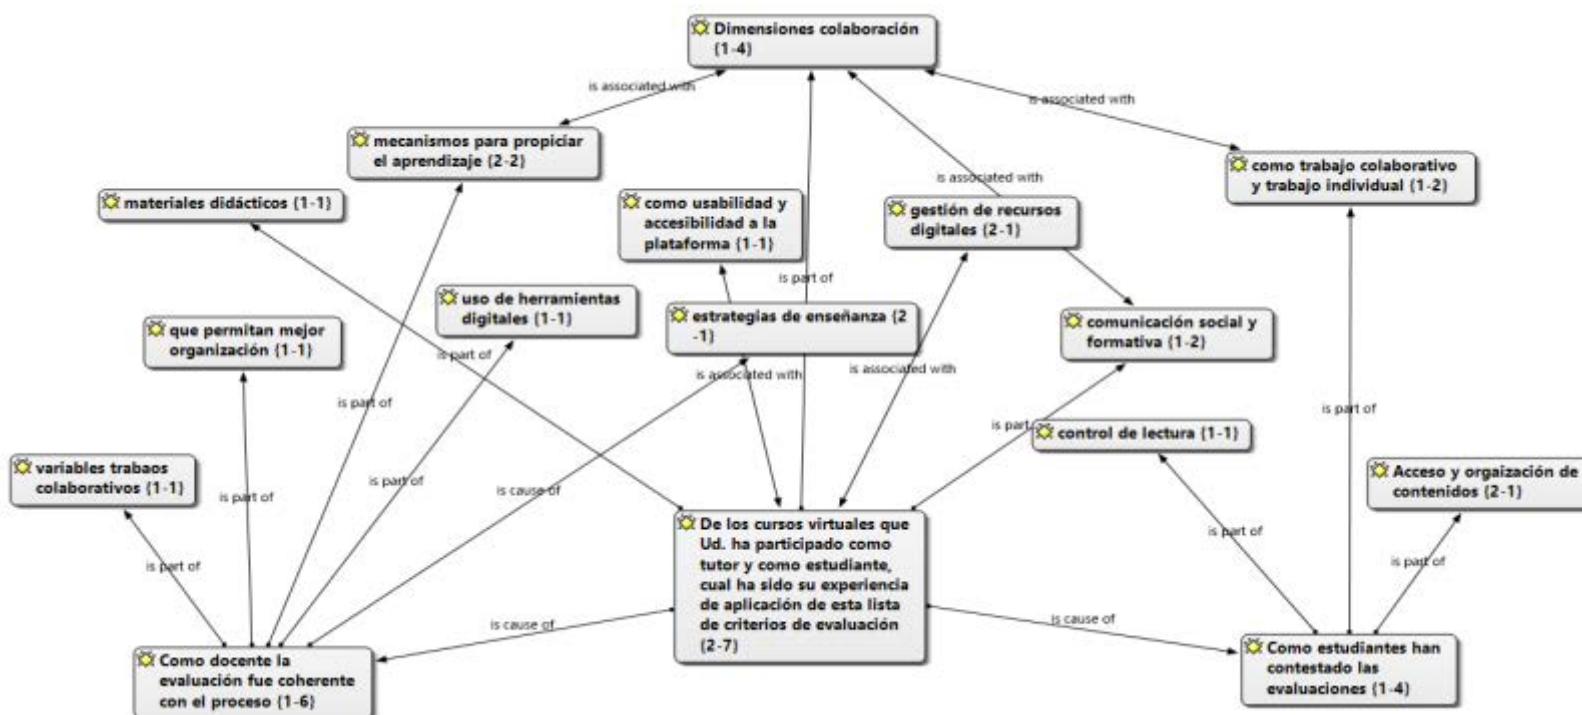 Dimensiones colaboración
{1-4}
is associated with
is associated with
mecanismos para propiciar
el aprendizaje {2-2}
como trabajo colaborativo
y trabajo individual {1-2}
is associated with
materiales didácticos {1-1}
como usabilidad y
accesibilidad a la
plataforma {1-1}
gestión de recursos
digitales {2-1}
is part of
uso de herramientas
digitales {1-1}
estrategias de enseñanza {2
-1}
que permitan mejor
organización {1-1}
comunicación social y
formativa {1-2}
is part of
is associated with
is associated with
is part of
is part of
is part
control de lectura {1-1}
variables trabaos
colaborativos {1-1}
is part of
is part of
is cause of
Acceso y orgaización de
contenidos {2-1}
De los cursos virtuales que
Ud. ha participado como
tutor y como estudiante,
cual ha sido su experiencia
de aplicación de esta lista
de criterios de evaluación
{2-7}
is part of
is part of
is part of
is cause of
is cause of
Como docente la
evaluación fue coherente
con el proceso {1-6}
Como estudiantes han
contestado las
evaluaciones {1-4}